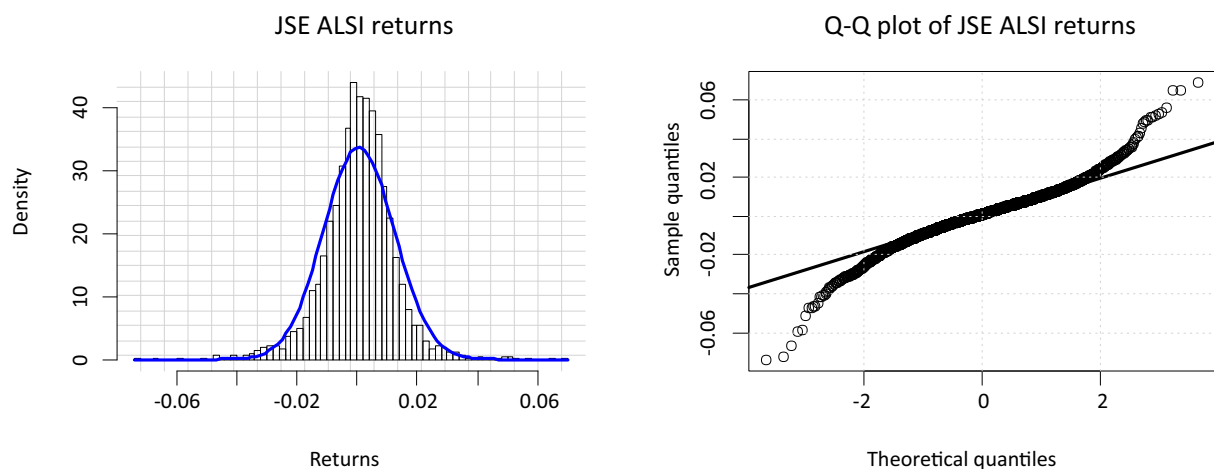 JSE ALSI returns
Density
0 10 20 30 40
-0.06 -0.02 0.02 0.06
Returns
Q-Q plot of JSE ALSI returns
Sample quantiles
-0.06 -0.02 0.02 0.06
-2 0 2
Theoretical quantiles